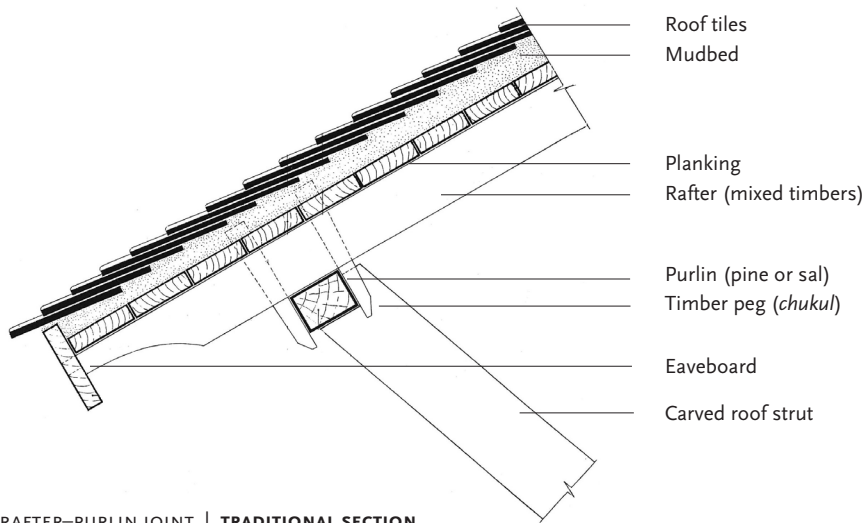 Roof tiles
Mudbed
Planking
Rafter (mixed timbers)
Purlin (pine or sal)
Timber peg (chukul)
Eaveboard
Carved roof strut
RAFTER–PURLIN JOINT | TRADITIONAL SECTION